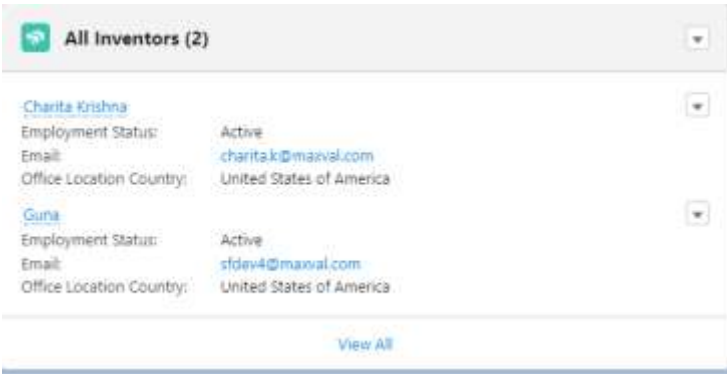 All Inventors (2)
Charita Krishna
Employment Status: Active
Email: charita.k@maxval.com
Office Location Country: United States of America
Guna
Employment Status: Active
Email: sfdev4@maxval.com
Office Location Country: United States of America
View All